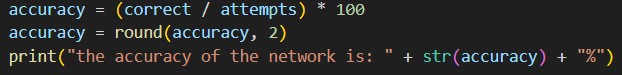 accuracy = (correct / attempts) * 100
accuracy = round(accuracy, 2)
print("the accuracy of the network is: " + str(accuracy) + "%")